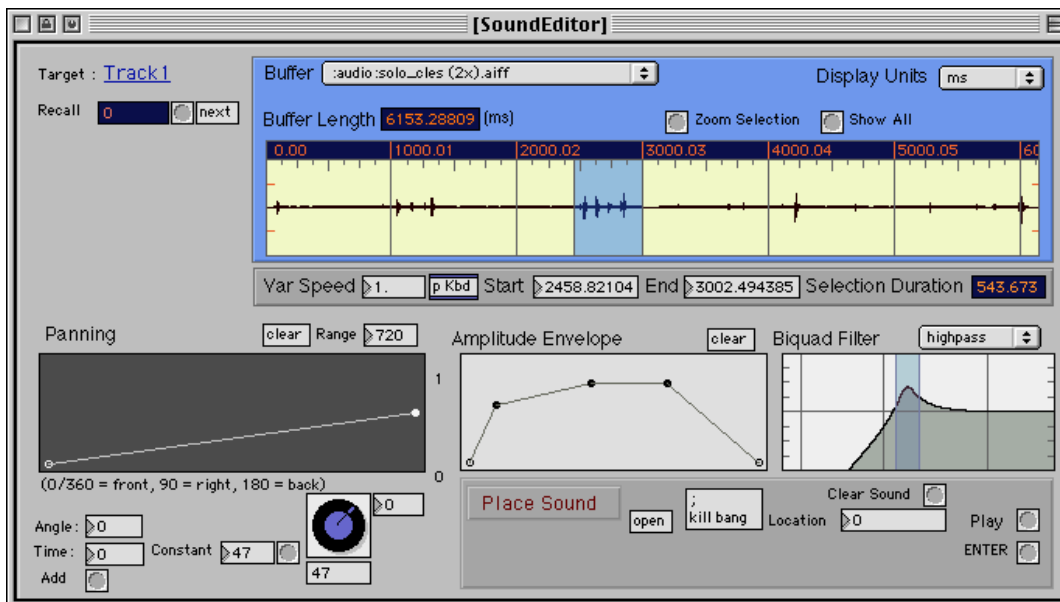 [SoundEditor]
Target : Track1
Buffer :audio:solo_cles (2x).aiff Display Units ms
Recall 0 next
Buffer Length 6153.28809 (ms) Zoom Selection Show All
0.00 1000.01 2000.02 3000.03 4000.04 5000.05 60
Var Speed 1. p Kbd Start 2458.82104 End 3002.494385 Selection Duration 543.673
Panning clear Range 720
Amplitude Envelope clear
Biquad Filter highpass
1
0
(0/360 = front, 90 = right, 180 = back)
Angle: 0
Time: 0 Constant 47
Add
0
47
Place Sound
open
;
kill bang
Clear Sound
Location 0
Play
ENTER